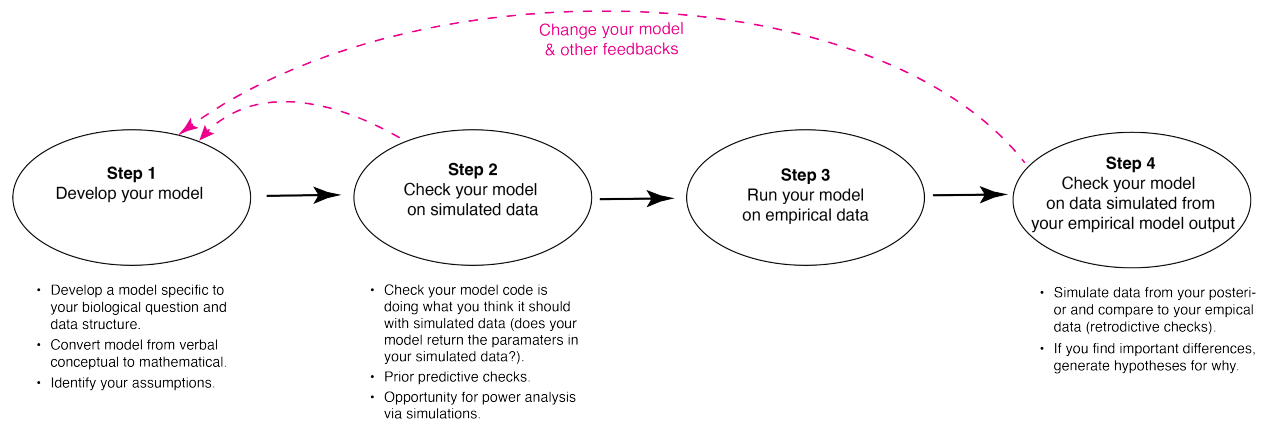 Change your model
& other feedbacks
Step 1
Develop your model
Step 2
Check your model
on simulated data
Step 3
Run your model
on empirical data
Step 4
Check your model
on data simulated from
your empirical model output
• Develop a model specific to
your biological question and
data structure.
• Convert model from verbal
conceptual to mathematical.
• Identify your assumptions.
• Check your model code is
doing what you think it should
with simulated data (does your
model return the paramaters in
your simulated data?).
• Prior predictive checks.
• Opportunity for power analysis
via simulations.
• Simulate data from your posteri-
or and compare to your empical
data (retrodictive checks).
• If you find important differences,
generate hypotheses for why.